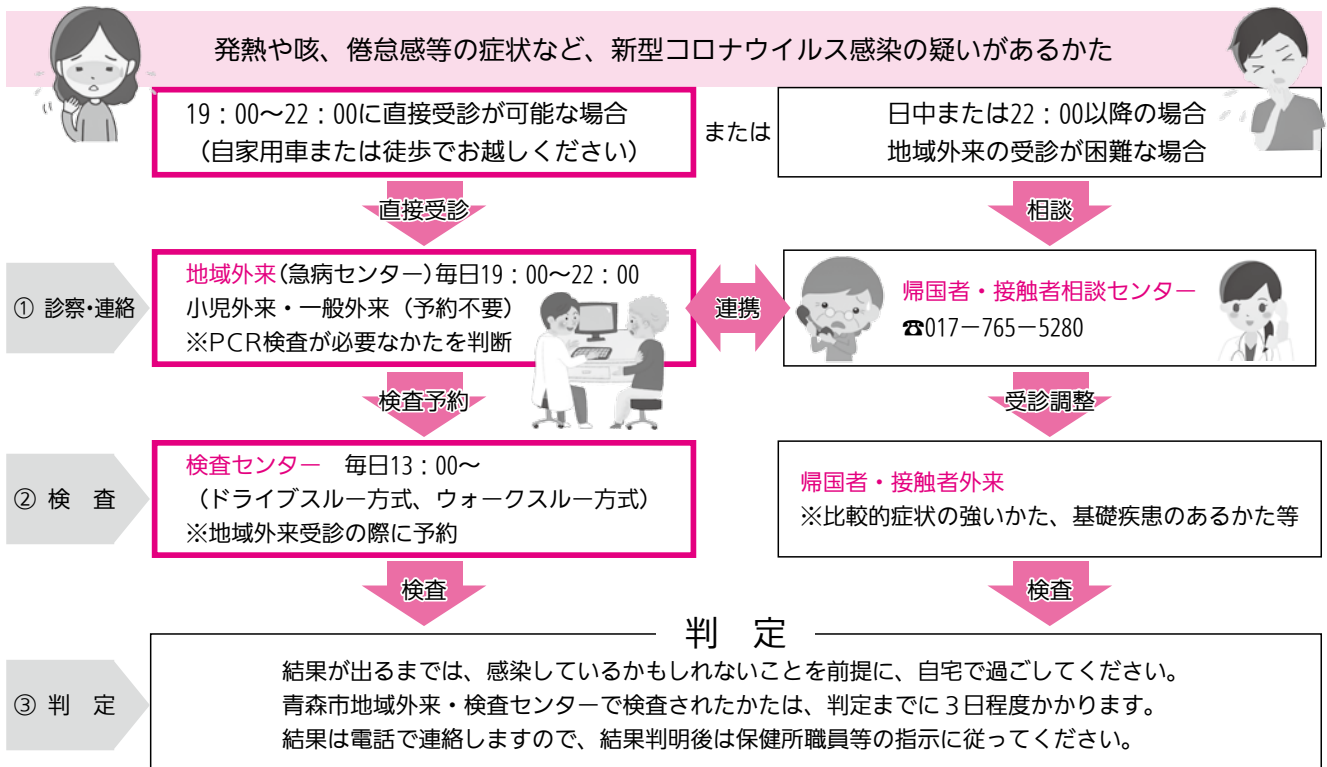 発熱や咳、倦怠感等の症状など、新型コロナウイルス感染の疑いがあるかた
19：00～22：00に直接受診が可能な場合
（自家用車または徒歩でお越しください）
または
日中または22：00以降の場合
地域外来の受診が困難な場合
直接受診
相談
① 診察・連絡
地域外来（急病センター）毎日19：00～22：00
小児外来・一般外来（予約不要）
※PCR検査が必要なかたを判断
連携
帰国者・接触者相談センター
☎017－765－5280
検査予約
受診調整
② 検　査
検査センター　毎日13：00～
（ドライブスルー方式、ウォークスルー方式）
※地域外来受診の際に予約
帰国者・接触者外来
※比較的症状の強いかた、基礎疾患のあるかた等
検査
検査
③ 判　定
判　定
結果が出るまでは、感染しているかもしれないことを前提に、自宅で過ごしてください。
青森市地域外来・検査センターで検査されたかたは、判定までに３日程度かかります。
結果は電話で連絡しますので、結果判明後は保健所職員等の指示に従ってください。